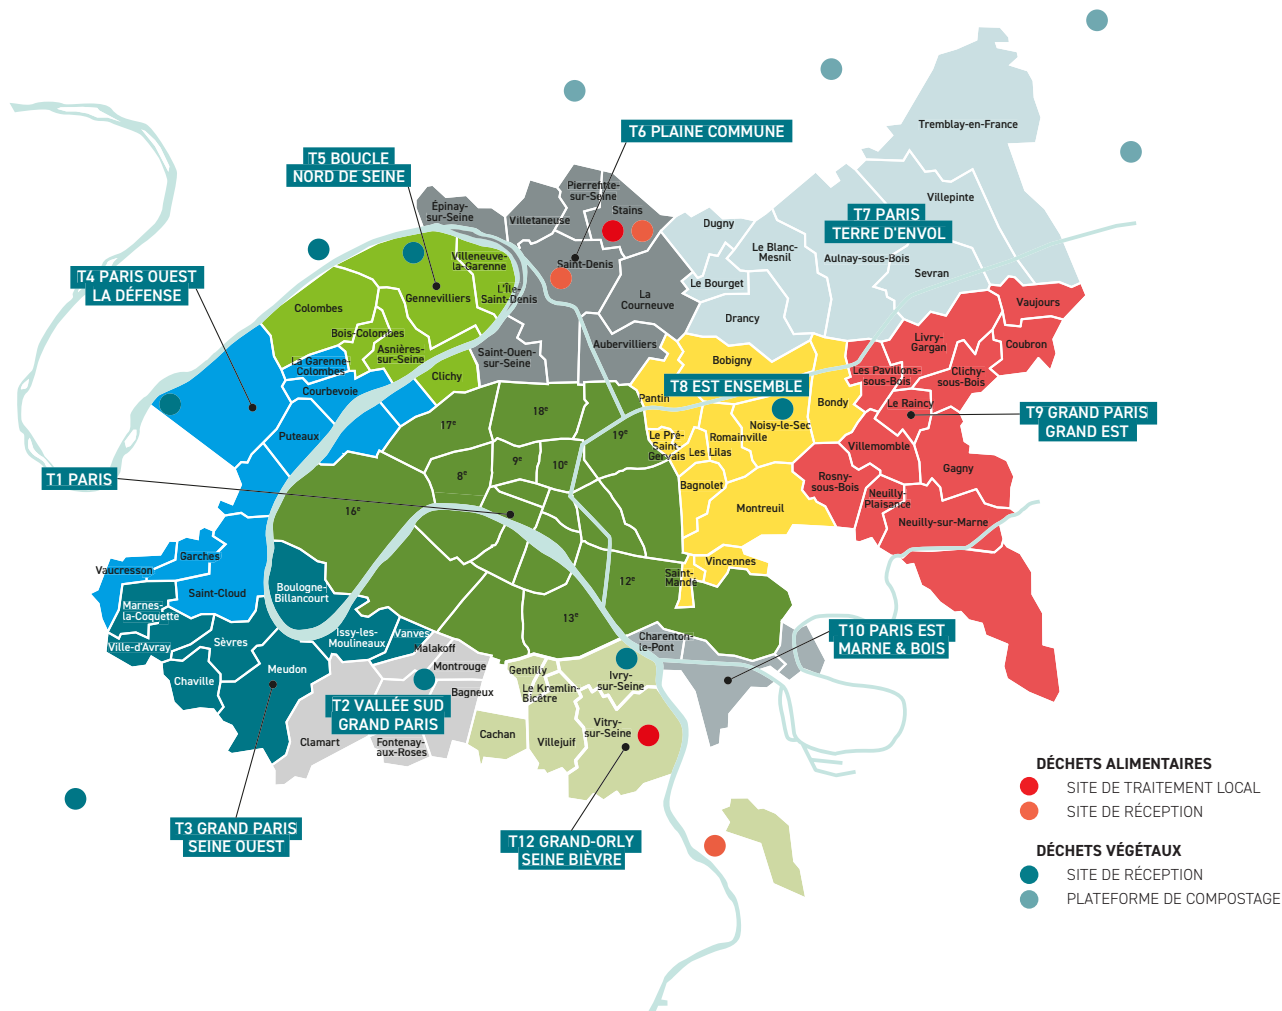 Tremblay-en-France
T6 PLAINE COMMUNE
T5 BOUCLE
NORD DE SEINE
Pierrefitte-
sur-Seine
Stains
Épinay-
sur-Seine
Villetaneuse
Villepinte
T7 PARIS
TERRE D'ENVOL
Dugny
Le Blanc-
Mesnil
Aulnay-sous-Bois
Sevran
Villeneuve-
la-Garenne
Saint-Denis
T4 PARIS OUEST
LA DÉFENSE
Gennevilliers
L'Île-
Saint-Denis
La
Courneuve
Le Bourget
Drancy
Vaujours
Colombes
Bois-Colombes
Asnières-
sur-Seine
Saint-Ouen-
sur-Seine
Aubervilliers
Livry-
Gargan
Coubron
La Garenne-
Colombes
Courbevoie
Clichy
Bobigny
Les Pavillons-
sous-Bois
Clichy-
sous-Bois
T8 EST ENSEMBLE
Pantin
Bondy
Le Raincy
T9 GRAND PARIS
GRAND EST
Puteaux
17e
18e
19e
Noisy-le-Sec
Romainville
Le Pré-
Saint-
Gervais
Les Lilas
Villemomble
8e
9e
10e
T1 PARIS
Bagnolet
Rosny-
sous-Bois
Gagny
Neuilly-
Plaisance
16e
Montreuil
Neuilly-sur-Marne
Garches
Vaucresson
Vincennes
Saint-
Mandé
12e
Saint-Cloud
Boulogne-
Billancourt
Marnes-
la-Coquette
13e
Ville-d'Avray
Sèvres
Issy-les-
Moulineaux
Vanves
Malakoff
Charenton-
le-Pont
T10 PARIS EST
MARNE & BOIS
Chaville
Meudon
Montrouge
Gentilly
Le Kremlin-
Bicêtre
Ivry-
sur-Seine
Bagneux
T2 VALLÉE SUD
GRAND PARIS
Clamart
Fontenay-
aux-Roses
Cachan
Villejuif
Vitry-
sur-Seine
T3 GRAND PARIS
SEINE OUEST
T12 GRAND-ORLY
SEINE BIÈVRE
DÉCHETS ALIMENTAIRES
SITE DE TRAITEMENT LOCAL
SITE DE RÉCEPTION
DÉCHETS VÉGÉTAUX
SITE DE RÉCEPTION
PLATEFORME DE COMPOSTAGE